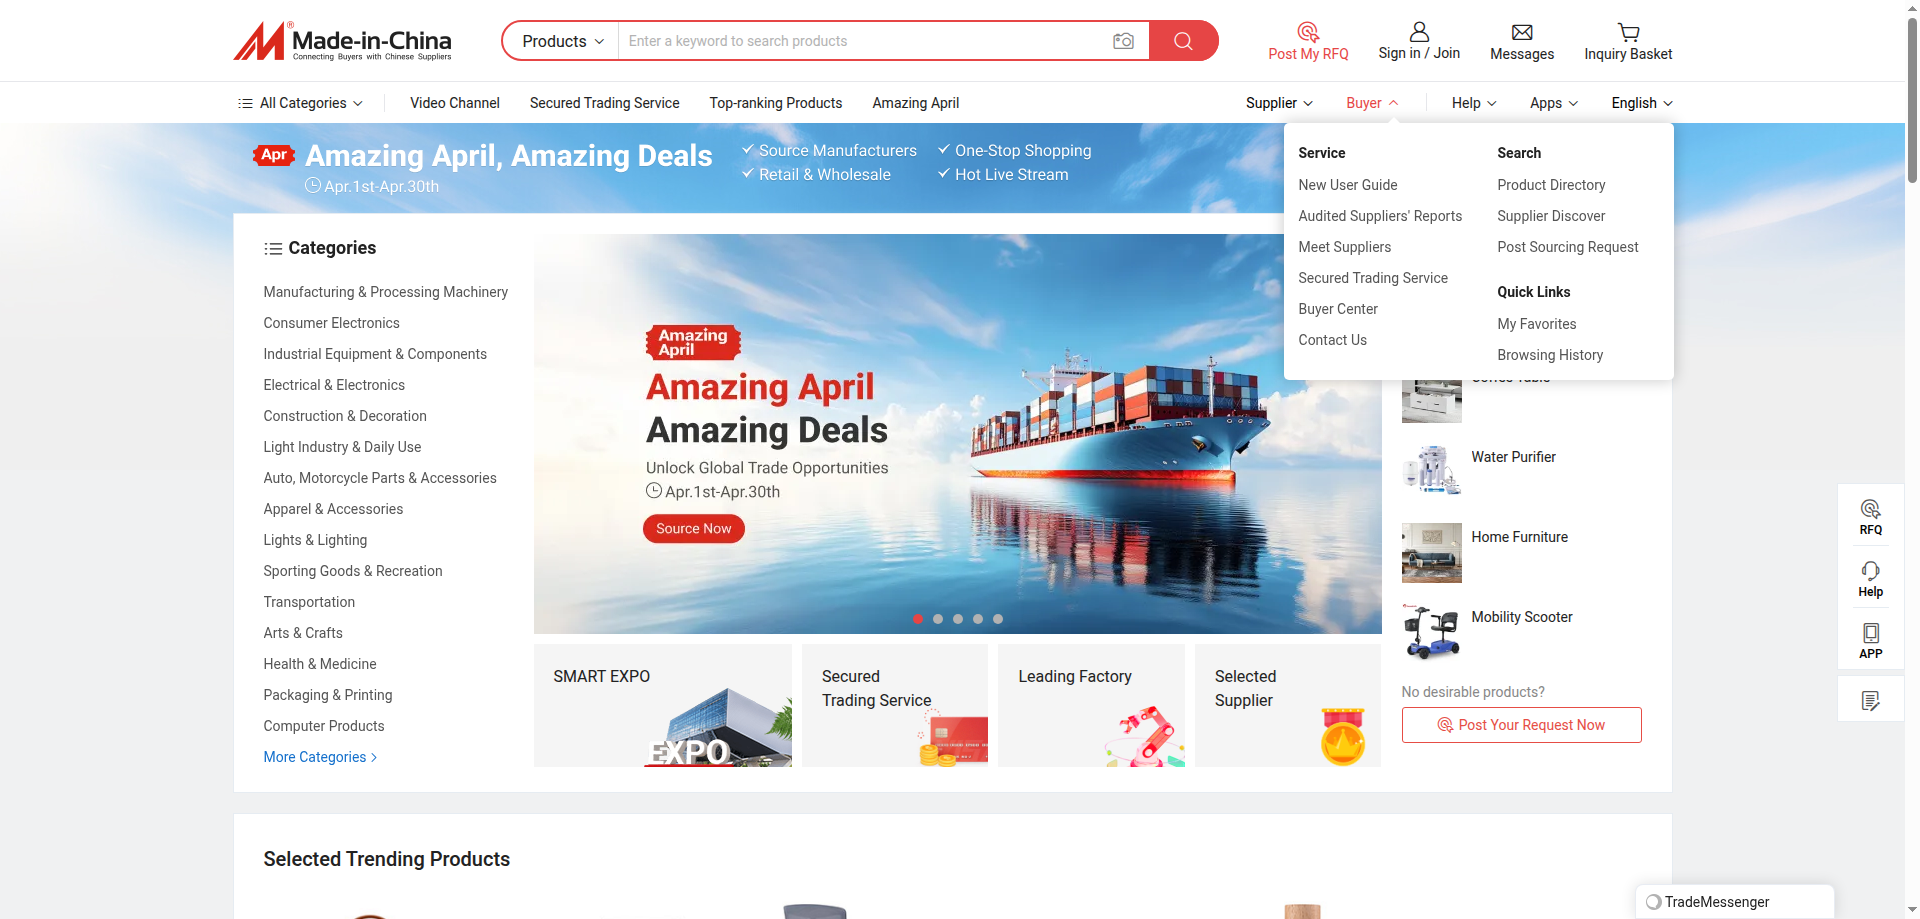 Made-in-China
Connecting Buyers with Chinese Suppliers
Products
Enter a keyword to search products
Post My RFQ
Sign in / Join
Messages
Inquiry Basket
All Categories
Video Channel
Secured Trading Service
Top-ranking Products
Amazing April
Supplier
Buyer
Help
Apps
English
Apr
Amazing April, Amazing Deals
Apr.1st-Apr.30th
Source Manufacturers
One-Stop Shopping
Retail & Wholesale
Hot Live Stream
Service
New User Guide
Audited Suppliers' Reports
Meet Suppliers
Secured Trading Service
Buyer Center
Contact Us
Search
Product Directory
Supplier Discover
Post Sourcing Request
Quick Links
My Favorites
Browsing History
Categories
Manufacturing & Processing Machinery
Consumer Electronics
Industrial Equipment & Components
Electrical & Electronics
Construction & Decoration
Light Industry & Daily Use
Auto, Motorcycle Parts & Accessories
Apparel & Accessories
Lights & Lighting
Sporting Goods & Recreation
Transportation
Arts & Crafts
Health & Medicine
Packaging & Printing
Computer Products
More Categories
Amazing
April
Amazing April
Amazing Deals
Unlock Global Trade Opportunities
Apr.1st-Apr.30th
Source Now
Water Purifier
Home Furniture
Mobility Scooter
No desirable products?
Post Your Request Now
SMART EXPO
EXPO
Secured
Trading Service
Leading Factory
Selected
Supplier
RFQ
Help
APP
Selected Trending Products
TradeMessenger